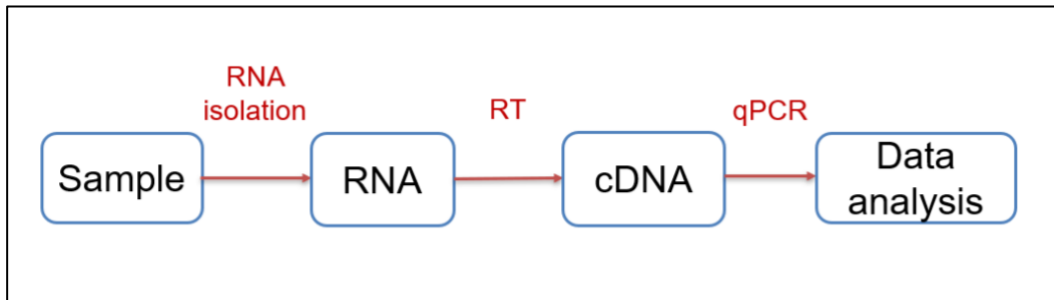 RNA
isolation
RT
qPCR
Sample
RNA
cDNA
Data
analysis